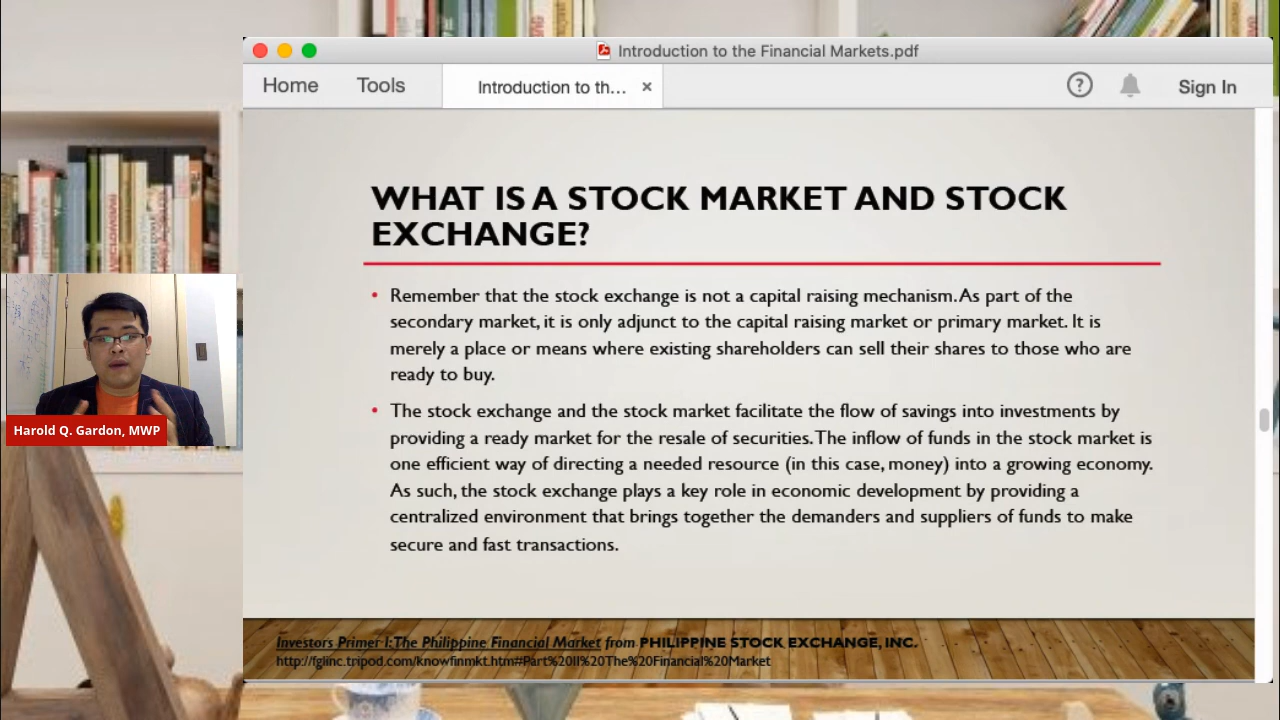 Introduction to the Financial Markets.pdf
Home
Tools
Introduction to th...
×
?
Sign In
WHAT IS A STOCK MARKET AND STOCK
EXCHANGE?
• Remember that the stock exchange is not a capital raising mechanism. As part of the
secondary market, it is only adjunct to the capital raising market or primary market. It is
merely a place or means where existing shareholders can sell their shares to those who are
ready to buy.
• The stock exchange and the stock market facilitate the flow of savings into investments by
providing a ready market for the resale of securities. The inflow of funds in the stock market is
one efficient way of directing a needed resource (in this case, money) into a growing economy.
As such, the stock exchange plays a key role in economic development by providing a
centralized environment that brings together the demanders and suppliers of funds to make
secure and fast transactions.
Harold Q. Gardon, MWP
Investors Primer I: The Philippine Financial Market from PHILIPPINE STOCK EXCHANGE, INC.
http://fglinc.tripod.com/knowfinmkt.htm#Part%20II%20The%20Financial%20Market